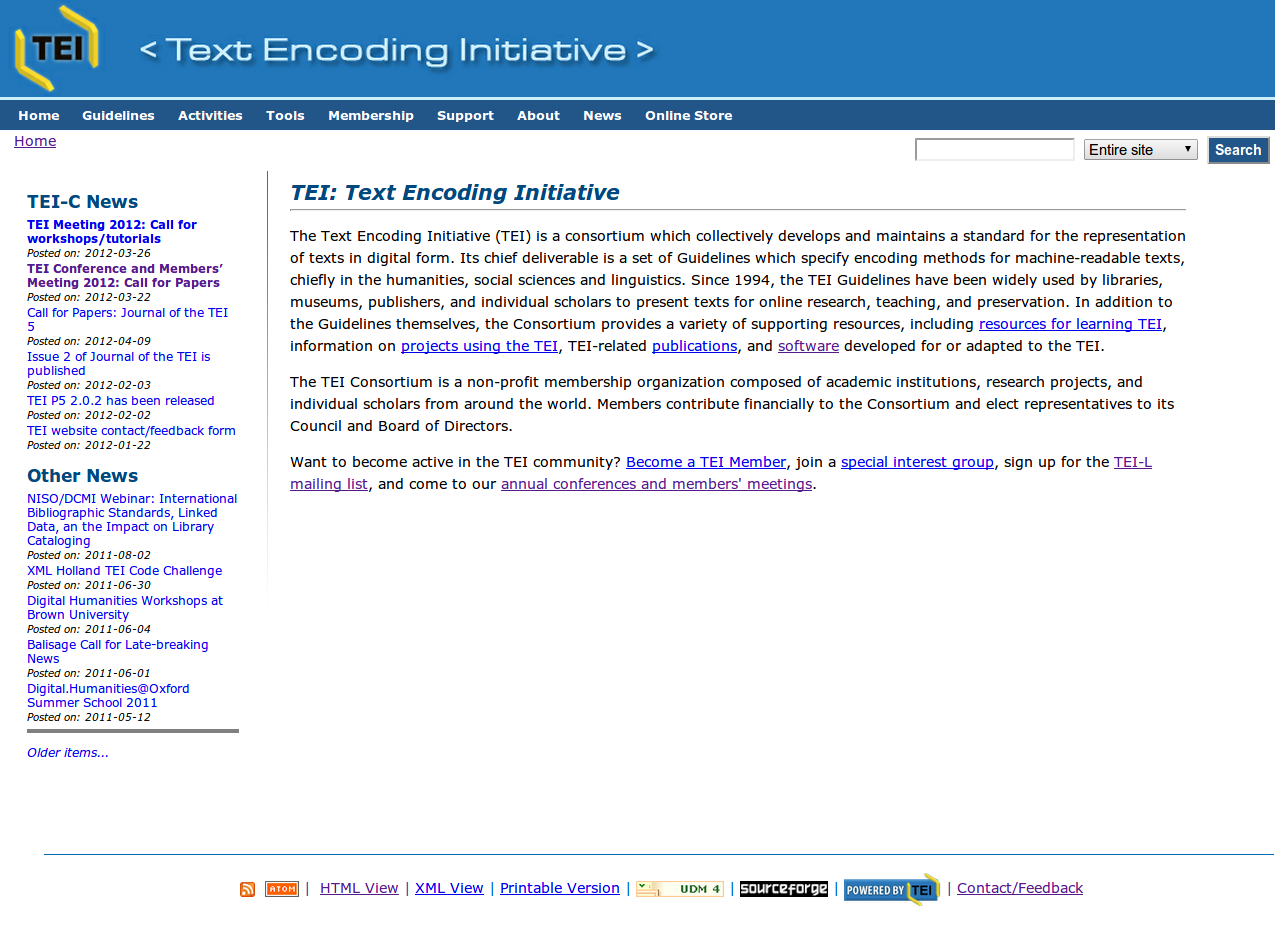 TEI
< Text Encoding Initiative >
Home Guidelines Activities Tools Membership Support About News Online Store
Home
Entire site
Search
TEI-C News
TEI Meeting 2012: Call for
workshops/tutorials
Posted on: 2012-03-26
TEI Conference and Members’
Meeting 2012: Call for Papers
Posted on: 2012-03-22
Call for Papers: Journal of the TEI
5
Posted on: 2012-04-09
Issue 2 of Journal of the TEI is
published
Posted on: 2012-02-03
TEI P5 2.0.2 has been released
Posted on: 2012-02-02
TEI website contact/feedback form
Posted on: 2012-01-22
Other News
NISO/DCMI Webinar: International
Bibliographic Standards, Linked
Data, an the Impact on Library
Cataloging
Posted on: 2011-08-02
XML Holland TEI Code Challenge
Posted on: 2011-06-30
Digital Humanities Workshops at
Brown University
Posted on: 2011-06-04
Balisage Call for Late-breaking
News
Posted on: 2011-06-01
Digital.Humanities@Oxford
Summer School 2011
Posted on: 2011-05-12
Older items...
TEI: Text Encoding Initiative
The Text Encoding Initiative (TEI) is a consortium which collectively develops and maintains a standard for the representation
of texts in digital form. Its chief deliverable is a set of Guidelines which specify encoding methods for machine-readable texts,
chiefly in the humanities, social sciences and linguistics. Since 1994, the TEI Guidelines have been widely used by libraries,
museums, publishers, and individual scholars to present texts for online research, teaching, and preservation. In addition to
the Guidelines themselves, the Consortium provides a variety of supporting resources, including resources for learning TEI,
information on projects using the TEI, TEI-related publications, and software developed for or adapted to the TEI.
The TEI Consortium is a non-profit membership organization composed of academic institutions, research projects, and
individual scholars from around the world. Members contribute financially to the Consortium and elect representatives to its
Council and Board of Directors.
Want to become active in the TEI community? Become a TEI Member, join a special interest group, sign up for the TEI-L
mailing list, and come to our annual conferences and members' meetings.
ATOM | HTML View | XML View | Printable Version | UDM 4 | sourceforge | POWERED BY TEI | Contact/Feedback